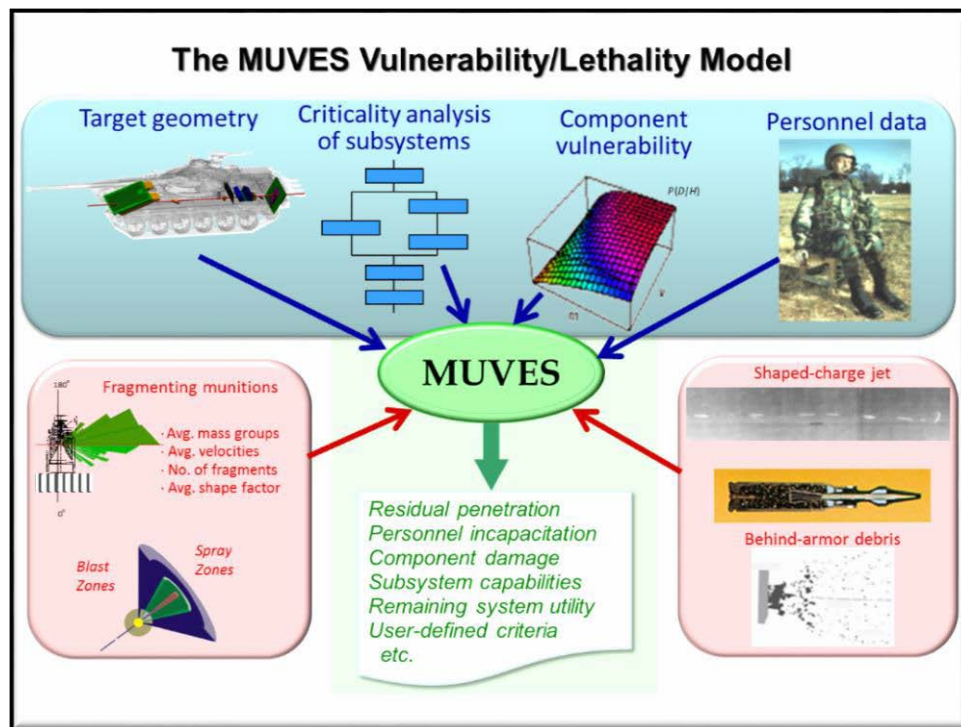 The MUVES Vulnerability/Lethality Model
Target geometry
Criticality analysis
of subsystems
Component
vulnerability
Personnel data
P(D|H)
MUVES
Fragmenting munitions
180°
· Avg. mass groups
· Avg. velocities
· No. of fragments
· Avg. shape factor
0°
Blast
Zones
Spray
Zones
Residual penetration
Personnel incapacitation
Component damage
Subsystem capabilities
Remaining system utility
User-defined criteria
etc.
Shaped-charge jet
Behind-armor debris